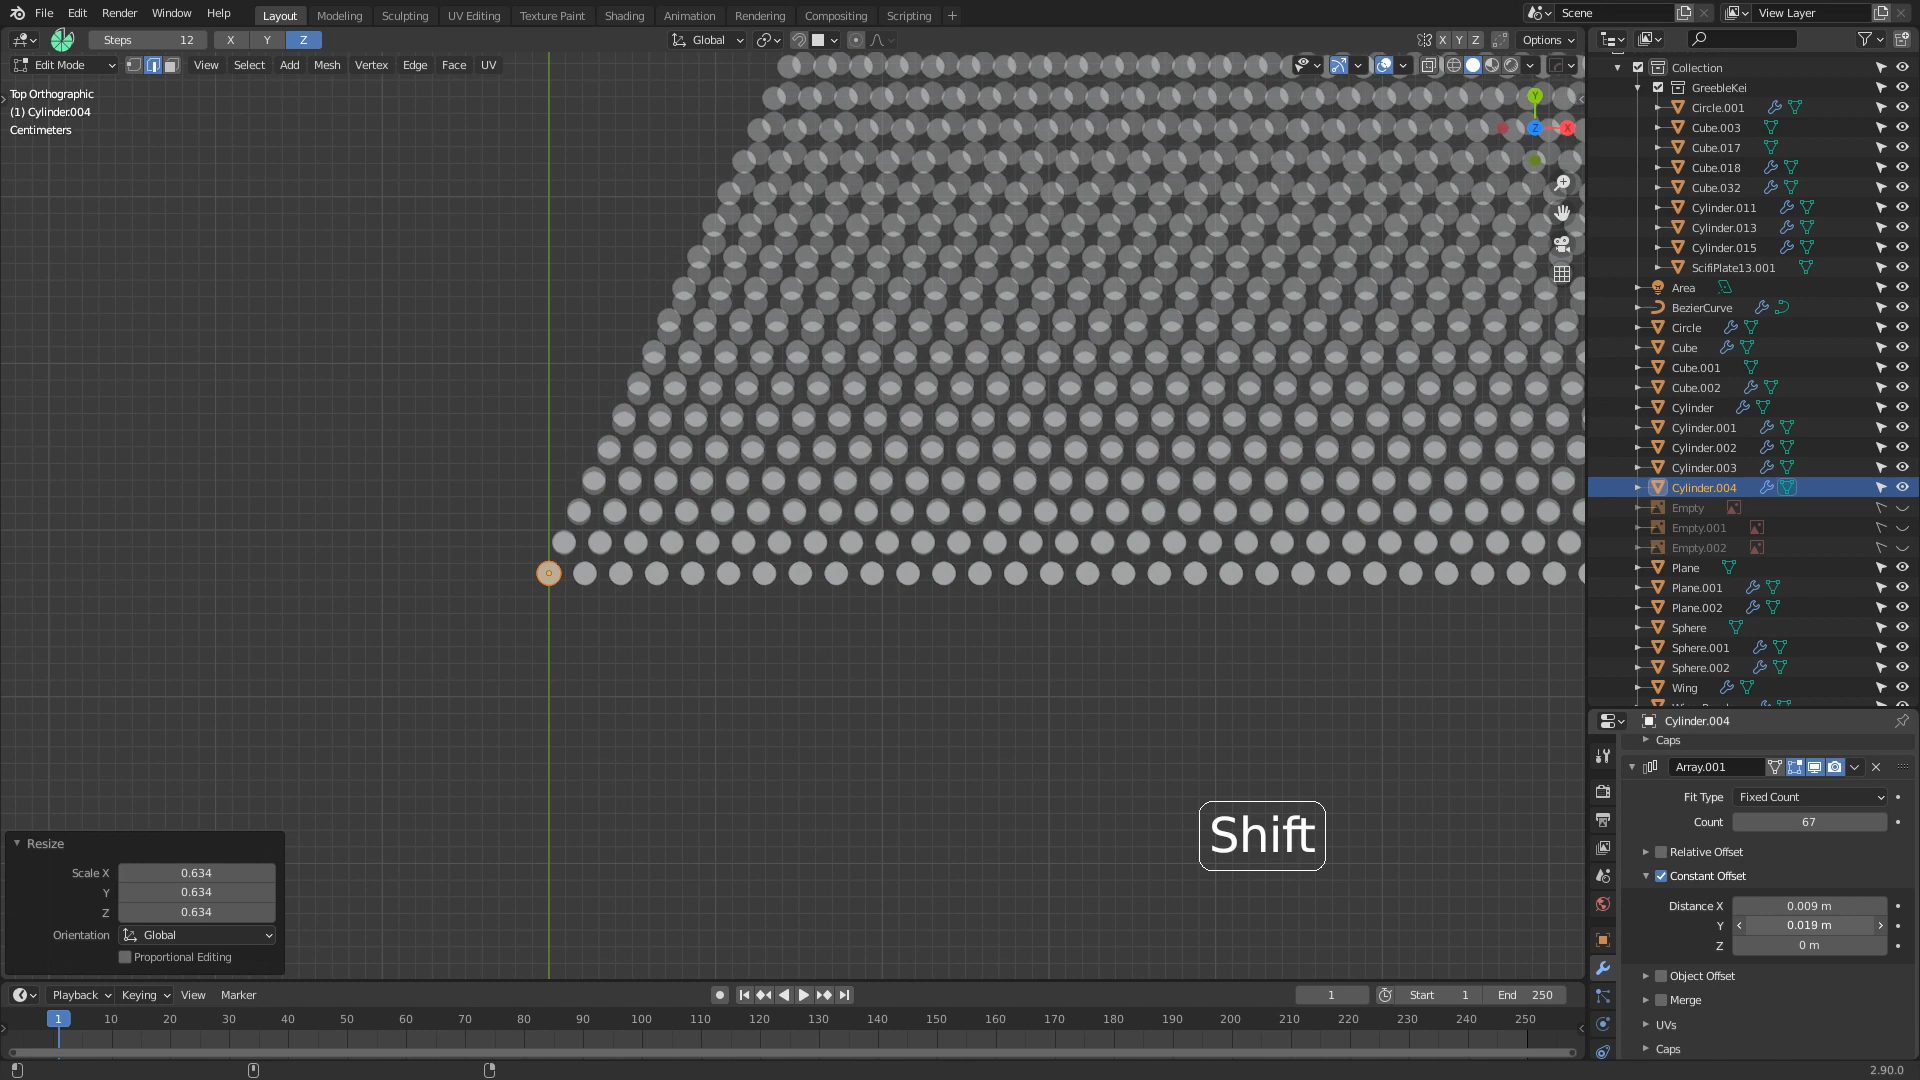 File Edit Render Window Help
Layout Modeling Sculpting UV Editing Texture Paint Shading Animation Rendering Compositing Scripting +
Scene
View Layer
Steps 12 X Y Z
Global
X Y Z
Options
Edit Mode
View Select Add Mesh Vertex Edge Face UV
Top Orthographic
(1) Cylinder.004
Centimeters
Y
Z
X
Collection
GreebleKei
Circle.001
Cube.003
Cube.017
Cube.018
Cube.032
Cylinder.011
Cylinder.013
Cylinder.015
ScifiPlate13.001
Area
BezierCurve
Circle
Cube
Cube.001
Cube.002
Cylinder
Cylinder.001
Cylinder.002
Cylinder.003
Cylinder.004
Empty
Empty.001
Empty.002
Plane
Plane.001
Plane.002
Sphere
Sphere.001
Sphere.002
Wing
Cylinder.004
Caps
Array.001
Fit Type Fixed Count
Count 67
Relative Offset
Constant Offset
Distance X 0.009 m
Y 0.019 m
Z 0 m
Object Offset
Merge
UVs
Caps
Shift
Resize
Scale X 0.634
Y 0.634
Z 0.634
Orientation Global
Proportional Editing
Playback Keying View Marker
1 Start 1 End 250
1 10 20 30 40 50 60 70 80 90 100 110 120 130 140 150 160 170 180 190 200 210 220 230 240 250
2.90.0